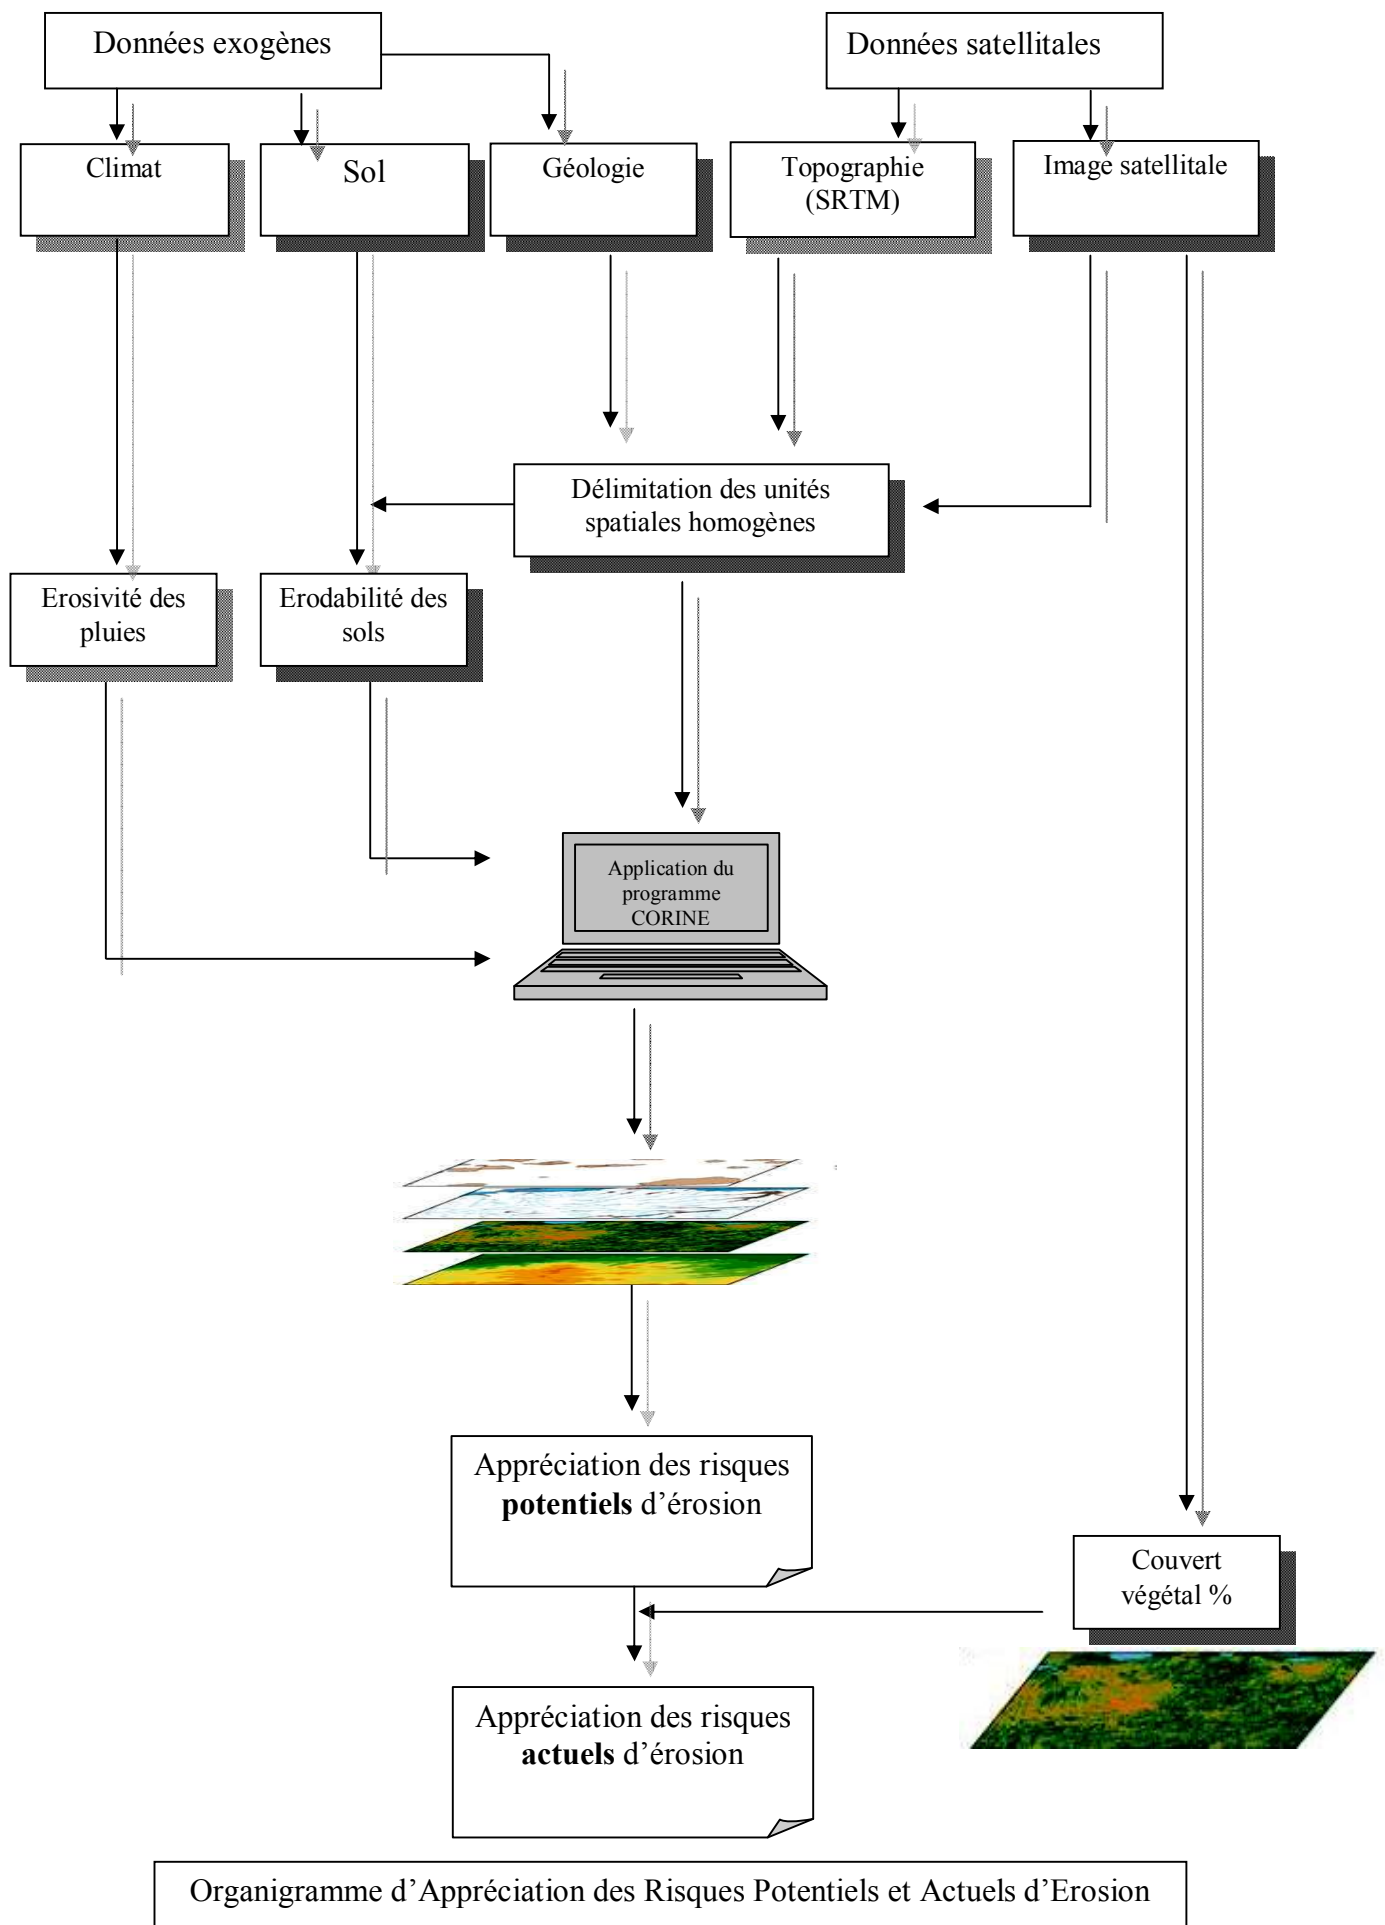 Données exogènes
Données satellitales
Climat
Sol
Géologie
Topographie
(SRTM)
Image satellitale
Délimitation des unités
spatiales homogènes
Erosivité des
pluies
Erodabilité des
sols
Application du
programme
CORINE
Appréciation des risques
potentiels d’érosion
Couvert
végétal %
Appréciation des risques
actuels d’érosion
Organigramme d’Appréciation des Risques Potentiels et Actuels d’Erosion